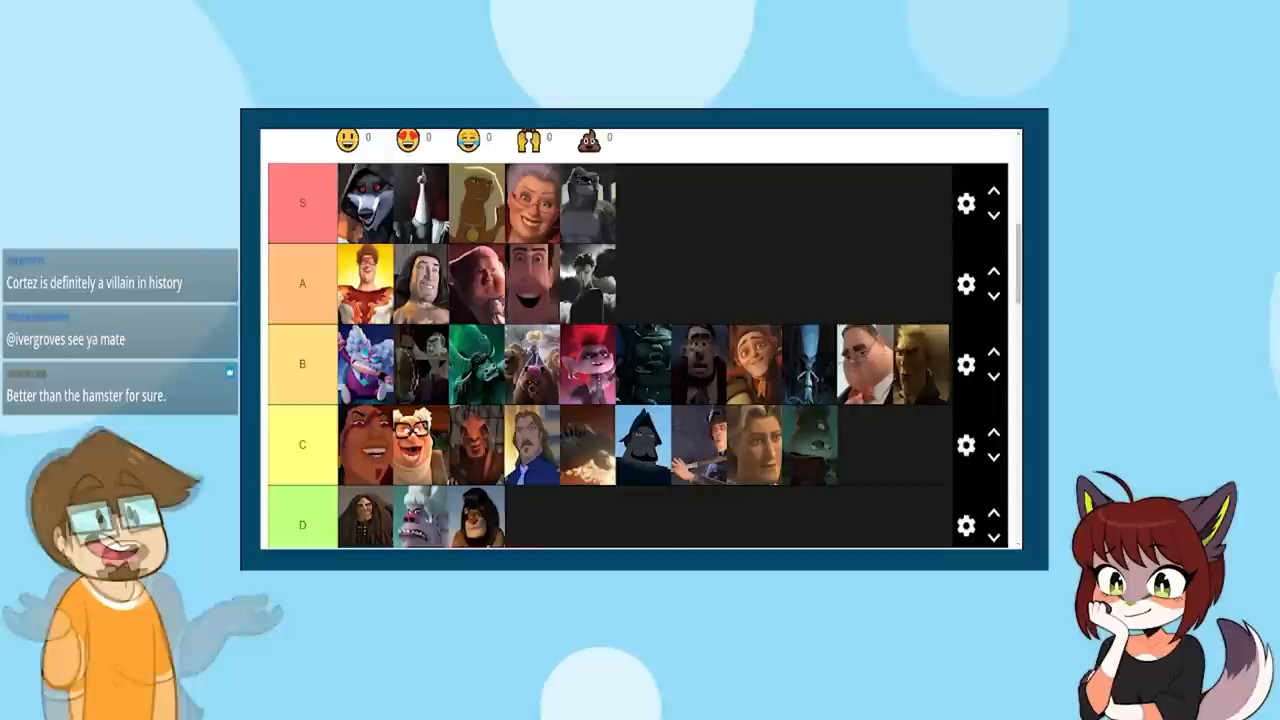 0 0 0 0 0
S
A
B
C
D
Cortez is definitely a villain in history
@ivergroves see ya mate
Better than the hamster for sure.